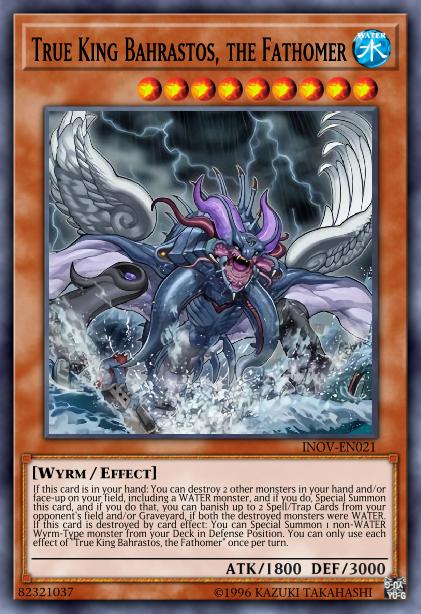 TRUE KING BAHRASTOS, THE FATHOMER
WATER
水
INOV-EN021
[WYRM / EFFECT]
If this card is in your hand: You can destroy 2 other monsters in your hand and/or
face-up on your field, including a WATER monster, and if you do, Special Summon
this card, and if you do that, you can banish up to 2 Spell/Trap Cards from your
opponent's field and/or Graveyard, if both the destroyed monsters were WATER.
If this card is destroyed by card effect: You can Special Summon 1 non-WATER
Wyrm-Type monster from your Deck in Defense Position. You can only use each
effect of "True King Bahrastos, the Fathomer" once per turn.
ATK/1800 DEF/3000
82321037
©1996 KAZUKI TAKAHASHI